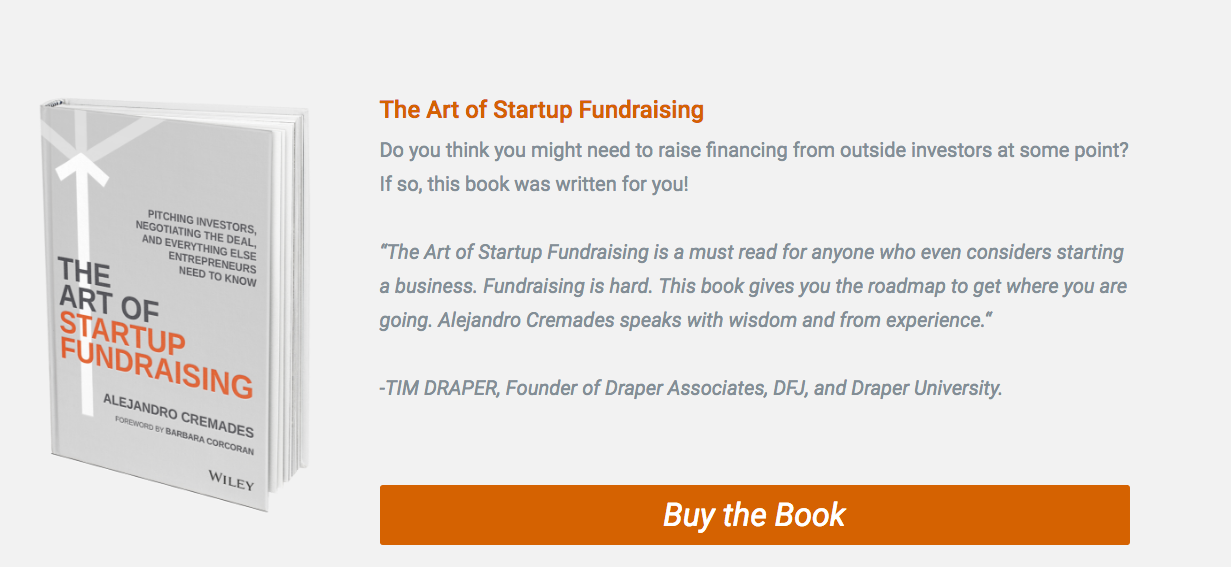 PITCHING INVESTORS,
NEGOTIATING THE DEAL,
AND EVERYTHING ELSE
ENTREPRENEURS
NEED TO KNOW
THE
ART OF
STARTUP
FUNDRAISING
ALEJANDRO CREMADES
FOREWORD BY BARBARA CORCORAN
WILEY
The Art of Startup Fundraising
Do you think you might need to raise financing from outside investors at some point?
If so, this book was written for you!
“The Art of Startup Fundraising is a must read for anyone who even considers starting
a business. Fundraising is hard. This book gives you the roadmap to get where you are
going. Alejandro Cremades speaks with wisdom and from experience.“
-TIM DRAPER, Founder of Draper Associates, DFJ, and Draper University.
Buy the Book